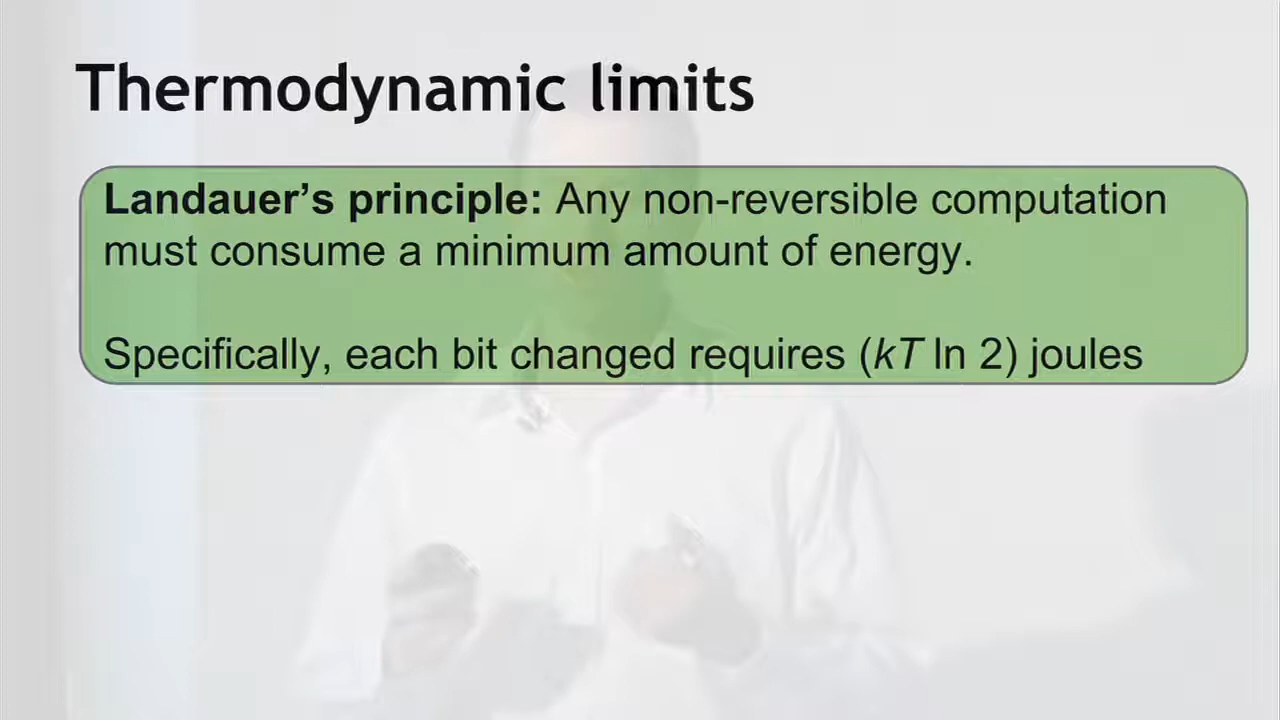 Thermodynamic limits
Landauer’s principle: Any non-reversible computation
must consume a minimum amount of energy.
Specifically, each bit changed requires (kT ln 2) joules